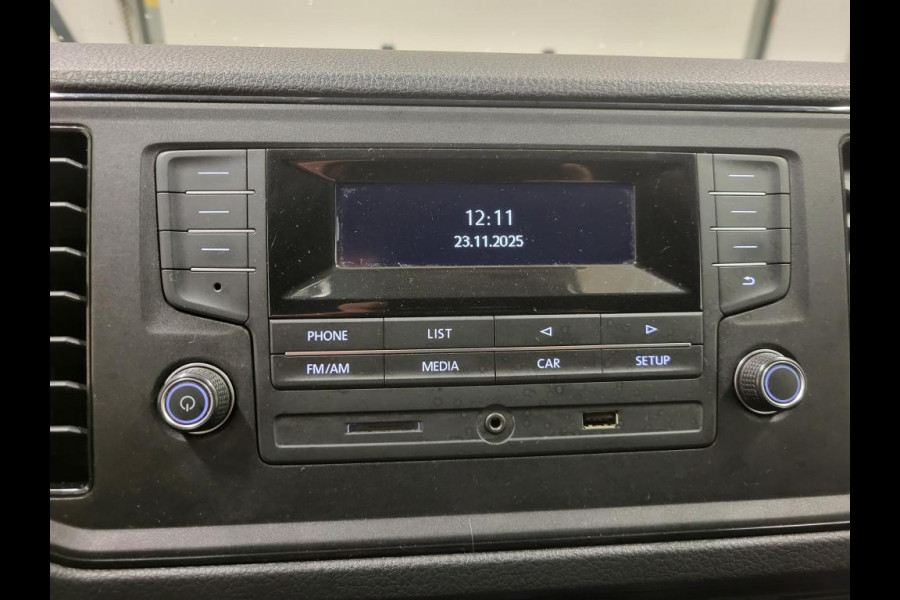 12:11
23.11.2025
PHONE LIST
FM/AM MEDIA CAR SETUP